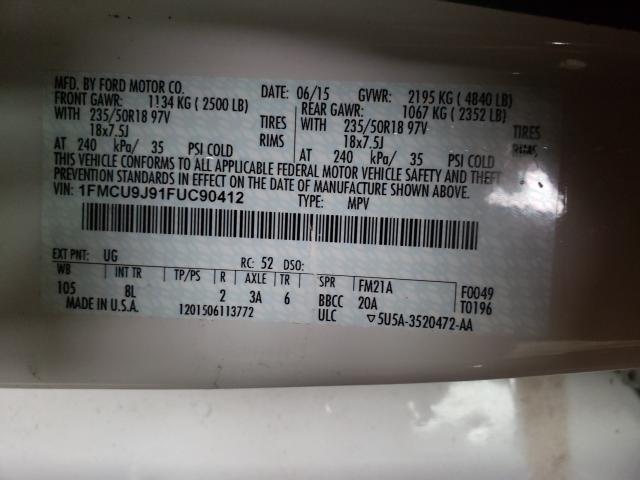 MFD. BY FORD MOTOR CO. DATE: 06/15 GVWR: 2195 KG ( 4840 LB)
FRONT GAWR: 1134 KG ( 2500 LB) REAR GAWR: 1067 KG ( 2352 LB)
WITH 235/50R18 97V TIRES WITH 235/50R18 97V TIRES
18x7.5J RIMS 18x7.5J RIMS
AT 240 kPa/ 35 PSI COLD AT 240 kPa/ 35 PSI COLD
THIS VEHICLE CONFORMS TO ALL APPLICABLE FEDERAL MOTOR VEHICLE SAFETY AND THEFT
PREVENTION STANDARDS IN EFFECT ON THE DATE OF MANUFACTURE SHOWN ABOVE.
VIN: 1FMCU9J91FUC90412 TYPE: MPV
EXT PNT: UG RC: 52 DSO:
WB INT TR TP/PS R AXLE TR SPR FM21A F0049
105 8L 2 3A 6 BBCC 20A T0196
MADE IN U.S.A. 1201506113772 ULC ▽5U5A-3520472-AA